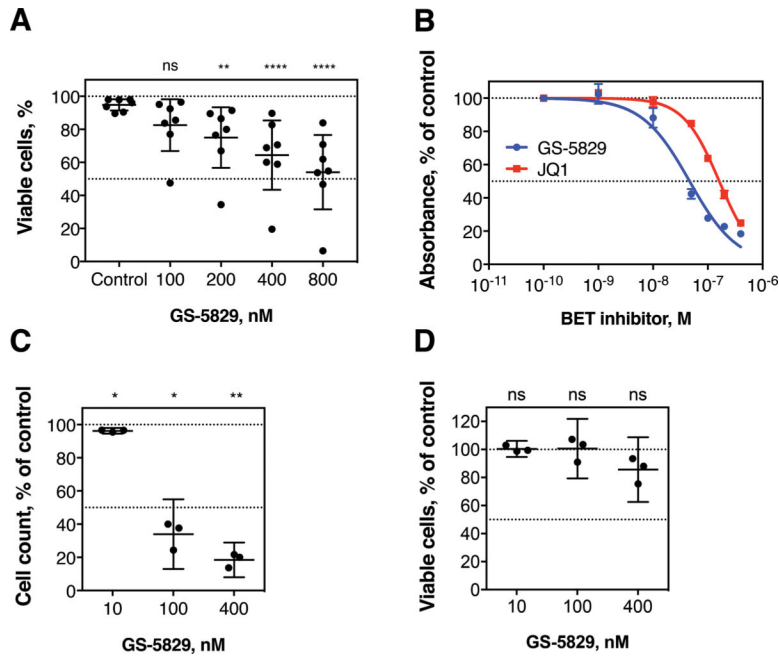 A
ns ** **** ****
Viable cells, %
100
80
60
40
20
0
Control 100 200 400 800
GS-5829, nM
B
Absorbance, % of control
100
80
60
40
20
0
GS-5829
JQ1
10-11 10-10 10-9 10-8 10-7 10-6
BET inhibitor, M
C
* * **
Cell count, % of control
100
80
60
40
20
0
10 100 400
GS-5829, nM
D
ns ns ns
Viable cells, % of control
120
100
80
60
40
20
0
10 100 400
GS-5829, nM